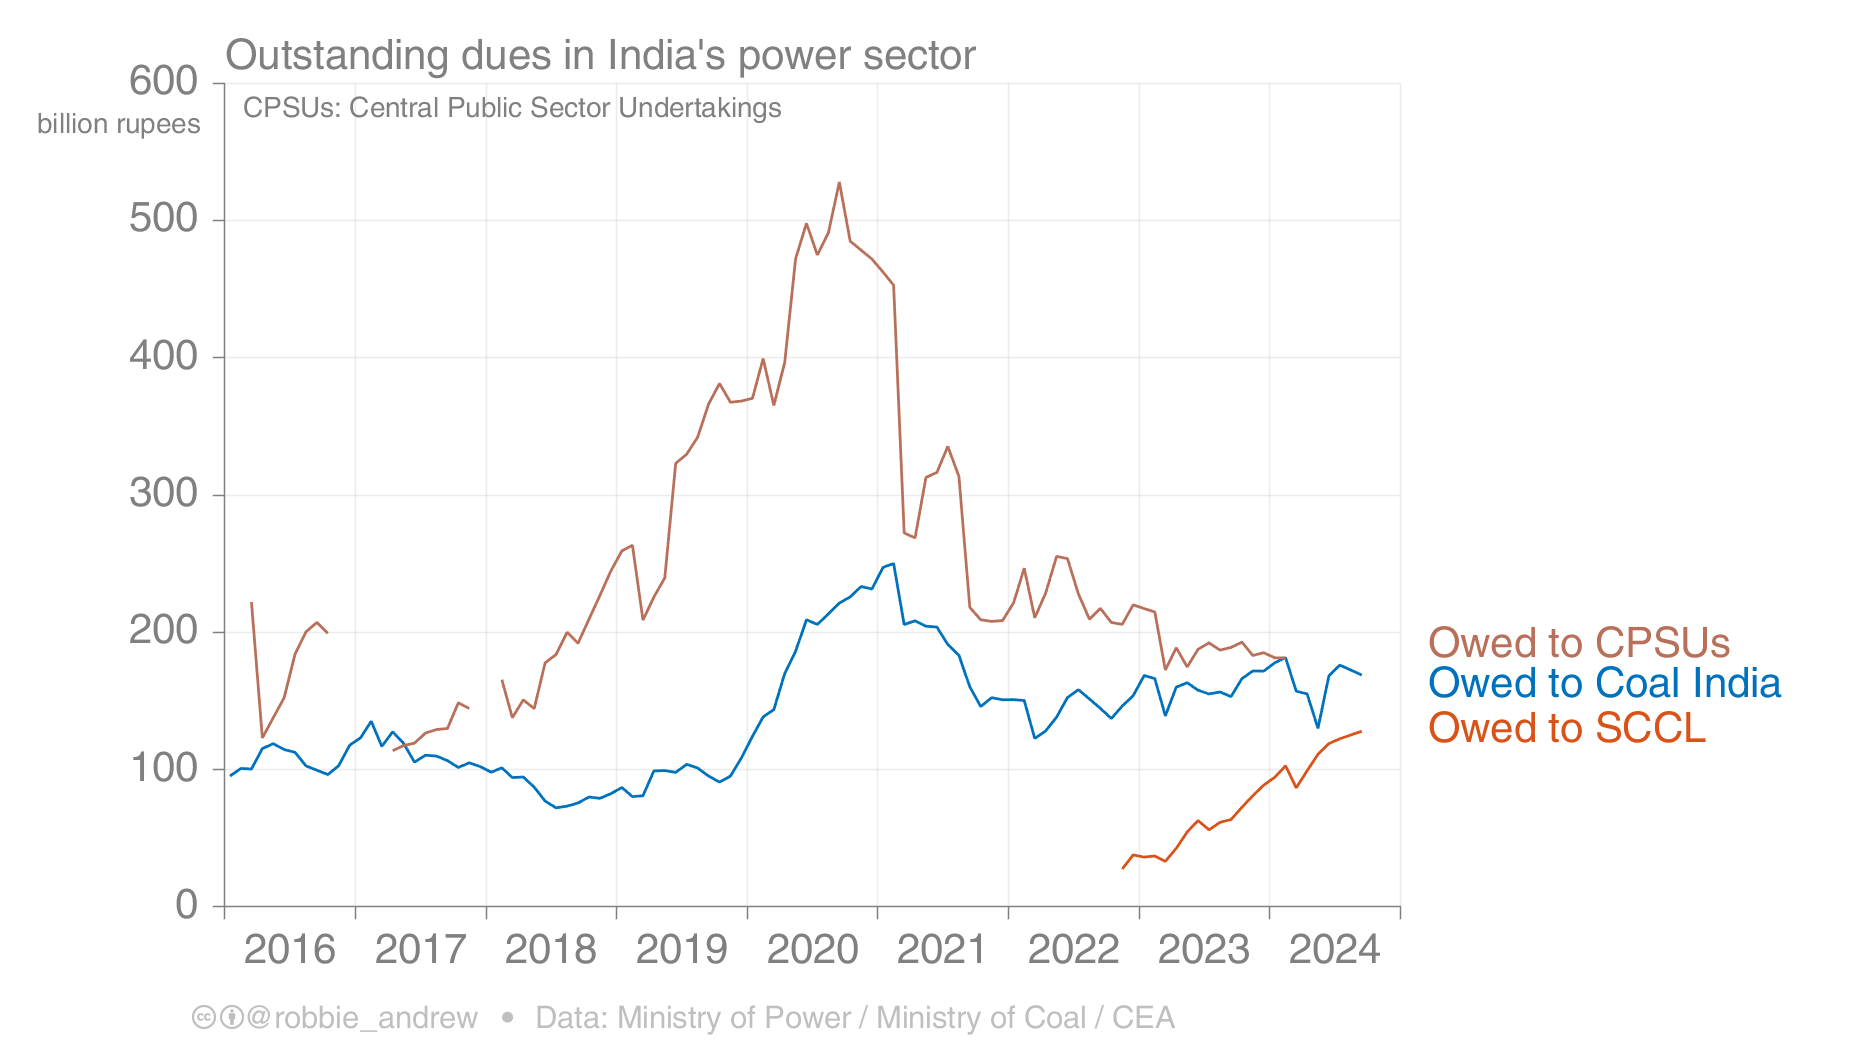 Outstanding dues in India's power sector
600
billion rupees
CPSUs: Central Public Sector Undertakings
500
400
300
200
100
0
Owed to CPSUs
Owed to Coal India
Owed to SCCL
2016 2017 2018 2019 2020 2021 2022 2023 2024
@robbie_andrew • Data: Ministry of Power / Ministry of Coal / CEA